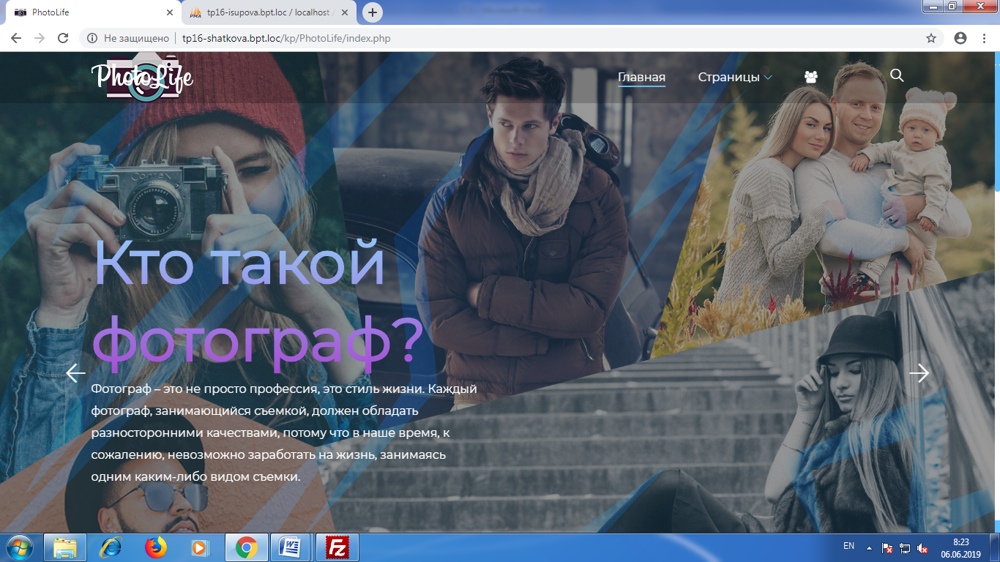 PhotoLife
tp16-isupova.bpt.loc / localhost /
Не защищено
tp16-shatkova.bpt.loc/kp/PhotoLife/index.php
PhotoLife
Главная
Страницы
Contax
Кто такой
фотограф?
Фотограф – это не просто профессия, это стиль жизни. Каждый
фотограф, занимающийся съемкой, должен обладать
разносторонними качествами, потому что в наше время, к
сожалению, невозможно заработать на жизнь, занимаясь
одним каким-либо видом съемки.
EN
8:23
06.06.2019